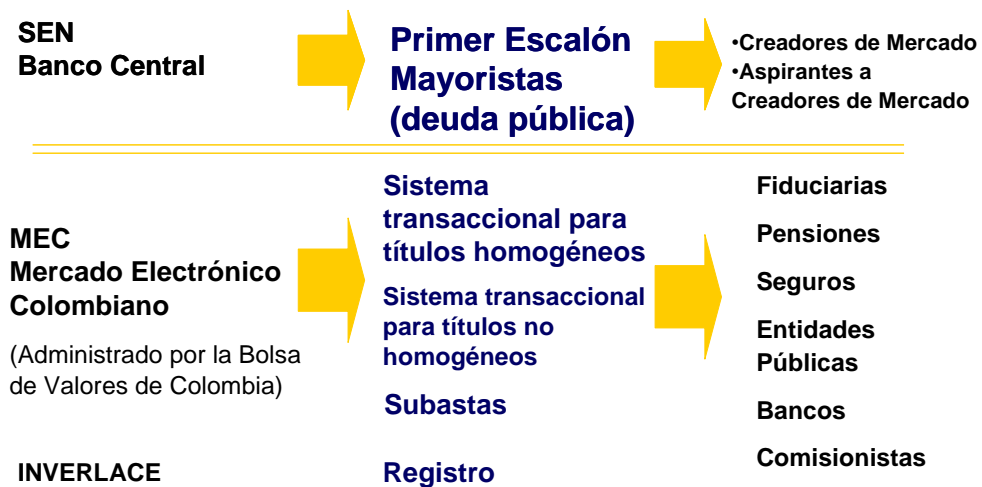 SEN
Banco Central
Primer Escalón
Mayoristas
(deuda pública)
•Creadores de Mercado
•Aspirantes a
Creadores de Mercado
MEC
Mercado Electrónico
Colombiano
(Administrado por la Bolsa
de Valores de Colombia)
Sistema
transaccional para
títulos homogéneos
Sistema transaccional
para títulos no
homogéneos
Subastas
Fiduciarias
Pensiones
Seguros
Entidades
Públicas
Bancos
Comisionistas
INVERLACE
Registro